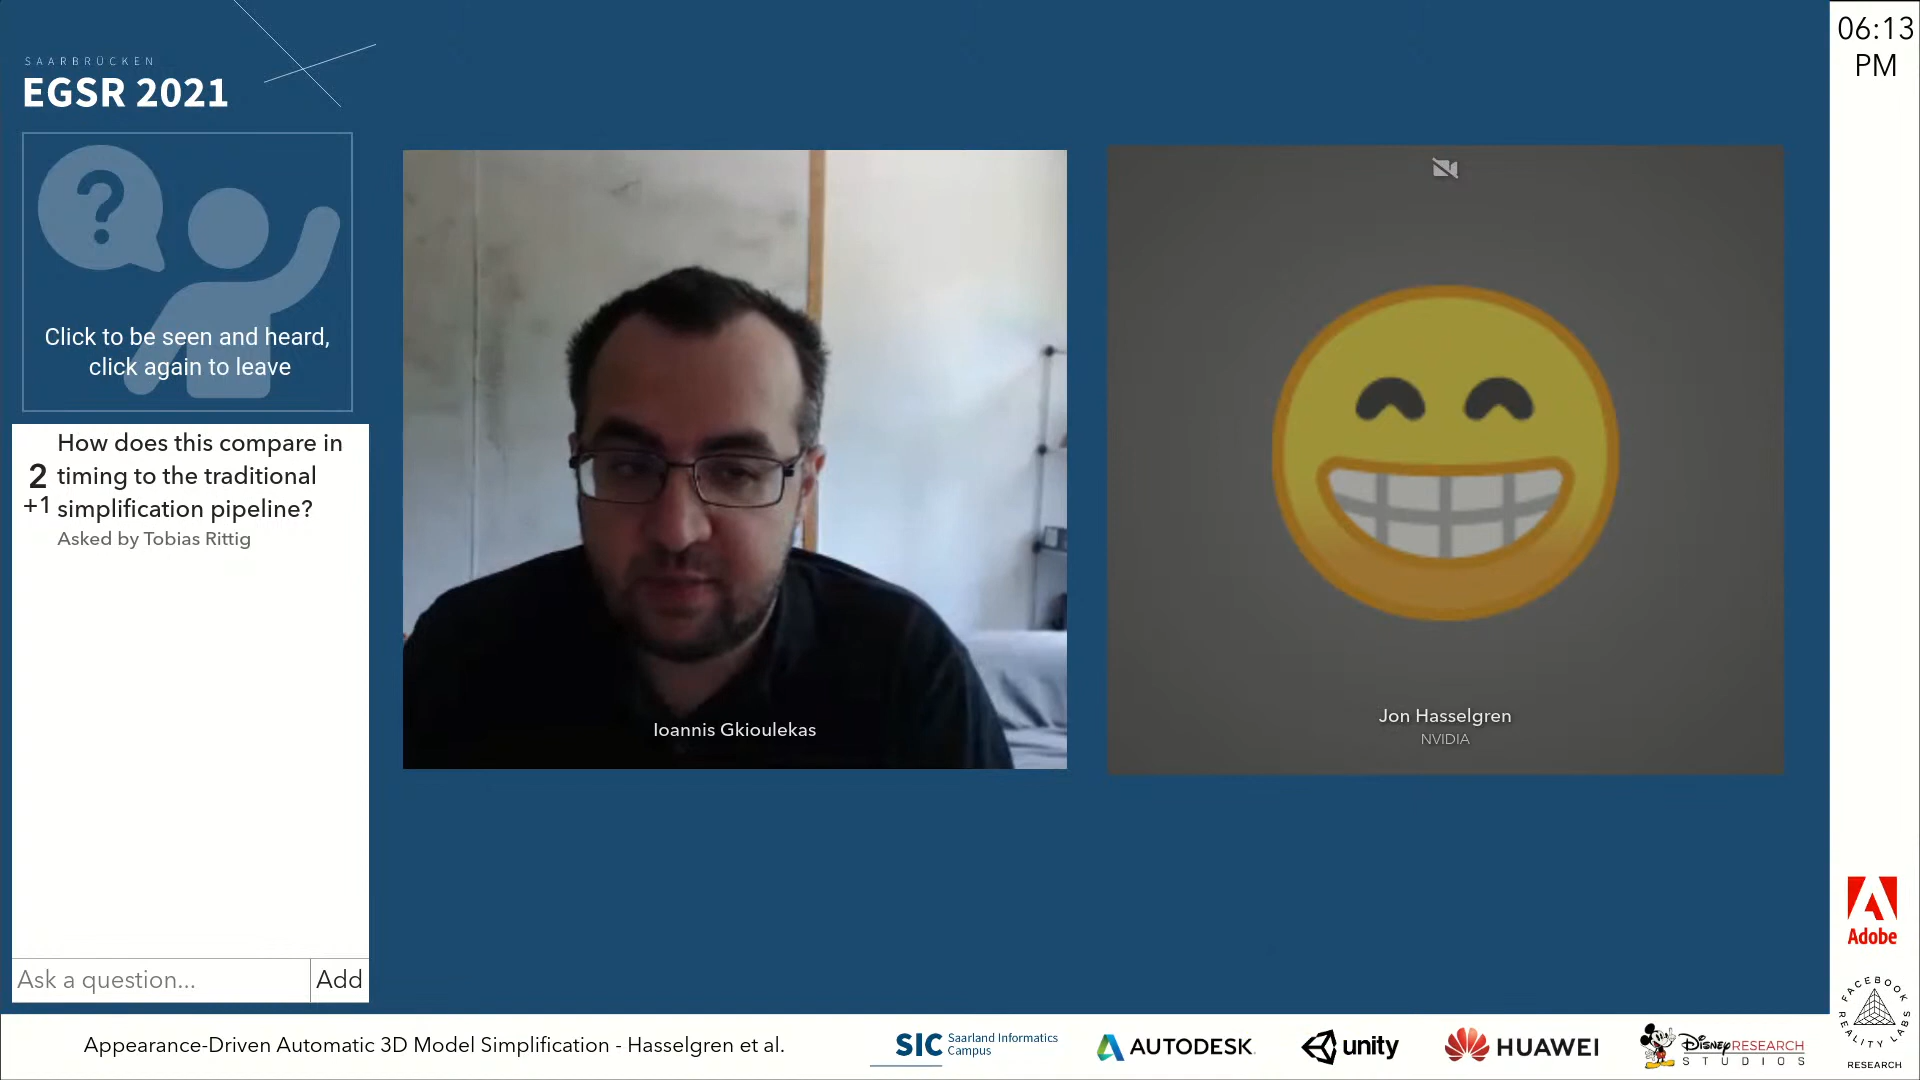 SAARBRÜCKEN
EGSR 2021
06:13
PM
?
Click to be seen and heard,
click again to leave
How does this compare in
2
timing to the traditional
+1
simplification pipeline?
Asked by Tobias Rittig
Ask a question...
Add
Ioannis Gkioulekas
Jon Hasselgren
NVIDIA
Adobe
FACEBOOK
REALITY LABS
RESEARCH
Appearance-Driven Automatic 3D Model Simplification - Hasselgren et al.
SIC
Saarland Informatics
Campus
AUTODESK.
unity
HUAWEI
Disney RESEARCH
STUDIOS